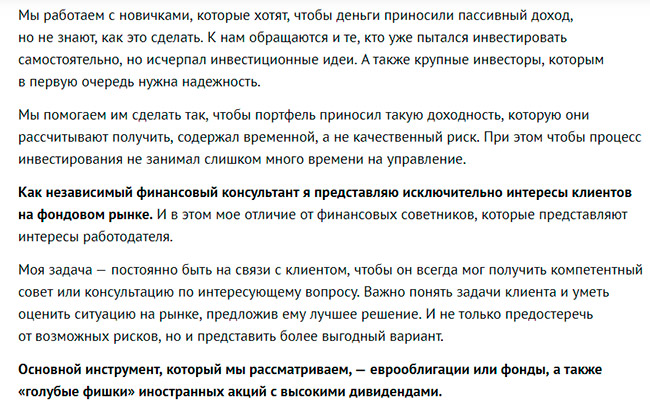 Мы работаем с новичками, которые хотят, чтобы деньги приносили пассивный доход,
но не знают, как это сделать. К нам обращаются и те, кто уже пытался инвестировать
самостоятельно, но исчерпал инвестиционные идеи. А также крупные инвесторы, которым
в первую очередь нужна надежность.
Мы помогаем им сделать так, чтобы портфель приносил такую доходность, которую они
рассчитывают получить, содержал временной, а не качественный риск. При этом чтобы процесс
инвестирования не занимал слишком много времени на управление.
Как независимый финансовый консультант я представляю исключительно интересы клиентов
на фондовом рынке. И в этом мое отличие от финансовых советников, которые представляют
интересы работодателя.
Моя задача — постоянно быть на связи с клиентом, чтобы он всегда мог получить компетентный
совет или консультацию по интересующему вопросу. Важно понять задачи клиента и уметь
оценить ситуацию на рынке, предложив ему лучшее решение. И не только предостеречь
от возможных рисков, но и представить более выгодный вариант.
Основной инструмент, который мы рассматриваем, — еврооблигации или фонды, а также
«голубые фишки» иностранных акций с высокими дивидендами.